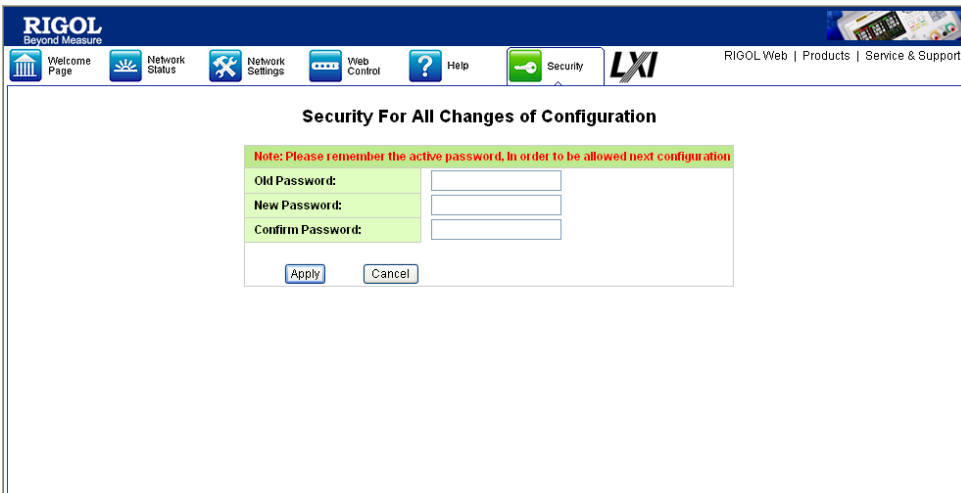 RIGOL
Beyond Measure
Welcome Page
Network Status
Network Settings
Web Control
Help
Security
LXI
RIGOL Web | Products | Service & Support
Security For All Changes of Configuration
Note: Please remember the active password, In order to be allowed next configuration
Old Password:
New Password:
Confirm Password:
Apply
Cancel